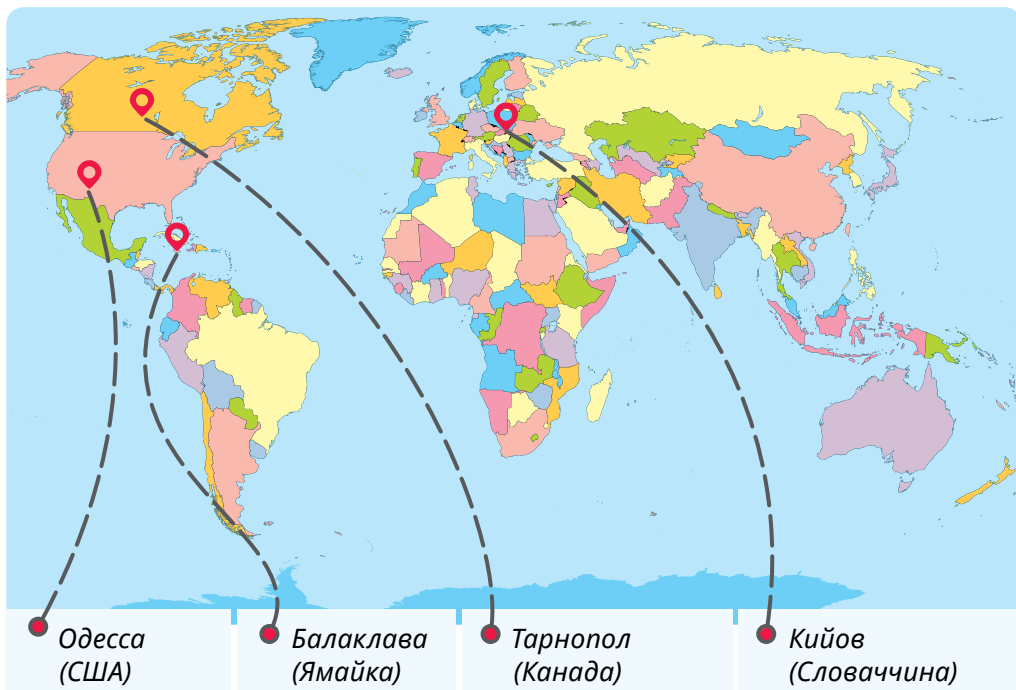 Одесса
(США)
Балаклава
(Ямайка)
Тарнопол
(Канада)
Кийов
(Словаччина)